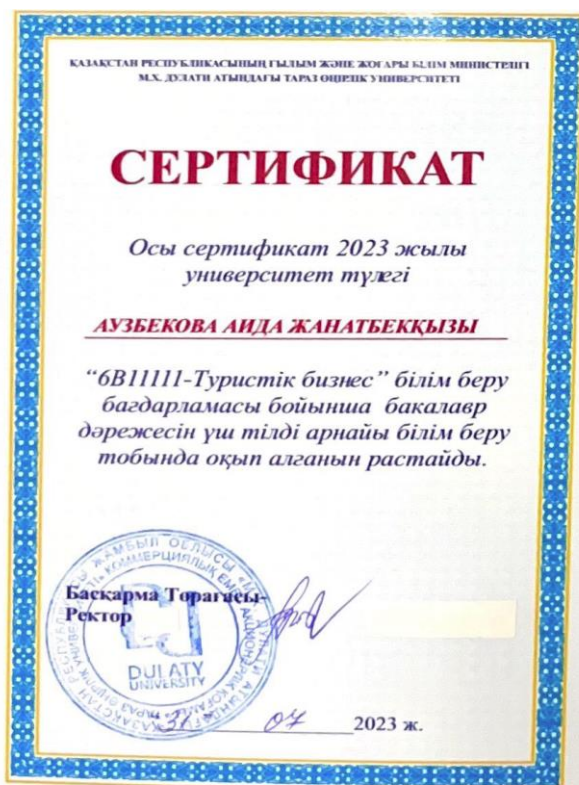 ҚАЗАҚСТАН РЕСПУБЛИКАСЫНЫҢ ҒЫЛЫМ ЖӘНЕ ЖОҒАРЫ БІЛІМ МИНИСТРЛІГІ
М.Х. ДУЛАТИ АТЫНДАҒЫ ТАРАЗ ӨҢІРЛІК УНИВЕРСИТЕТІ
СЕРТИФИКАТ
Осы сертификат 2023 жылы
университет түлегі
АУЗБЕКОВА АИДА ЖАНАТБЕКҚЫЗЫ
“6В11111-Туристік бизнес” білім беру
бағдарламасы бойынша бакалавр
дәрежесін үш тілді арнайы білім беру
тобында оқып алғанын растайды.
Басқарма Төрағасы-
Ректор
DULATY
UNIVERSITY
31 07 2023 ж.